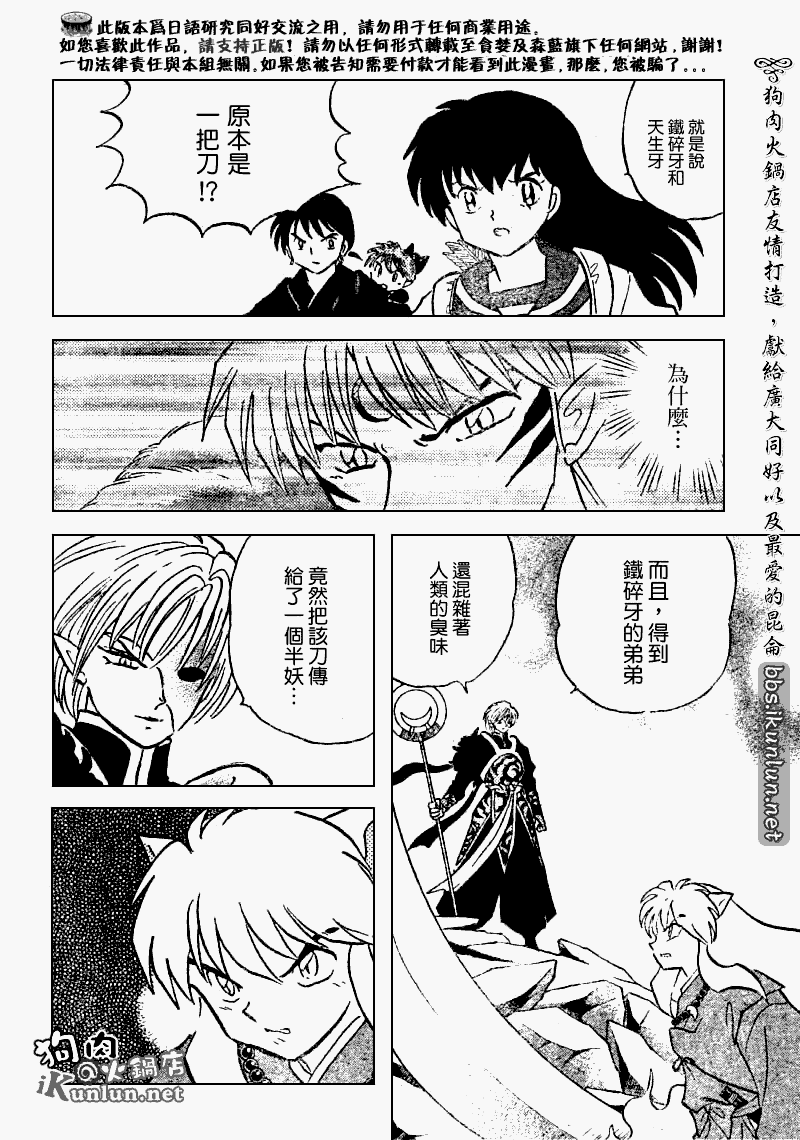 此版本爲日語研究同好交流之用，請勿用于任何商業用途。
如您喜歡此作品，請支持正版！請勿以任何形式轉載至貪婪及森藍旗下任何網站，謝謝！
一切法律責任與本組無關。如果您被告知需要付款才能看到此漫畫，那麼，您被騙了...
狗肉火鍋店友情打造，獻給廣大同好以及最愛的昆侖
bbs.ikunlun.net
就是說
鐵碎牙和
天生牙
原本是
一把刀
!?
為什麼…
而且，得到
鐵碎牙的弟弟
還混雜著
人類的臭味
竟然把該刀傳
給了一個半妖…
狗肉
の火鍋店
iKunlun.net